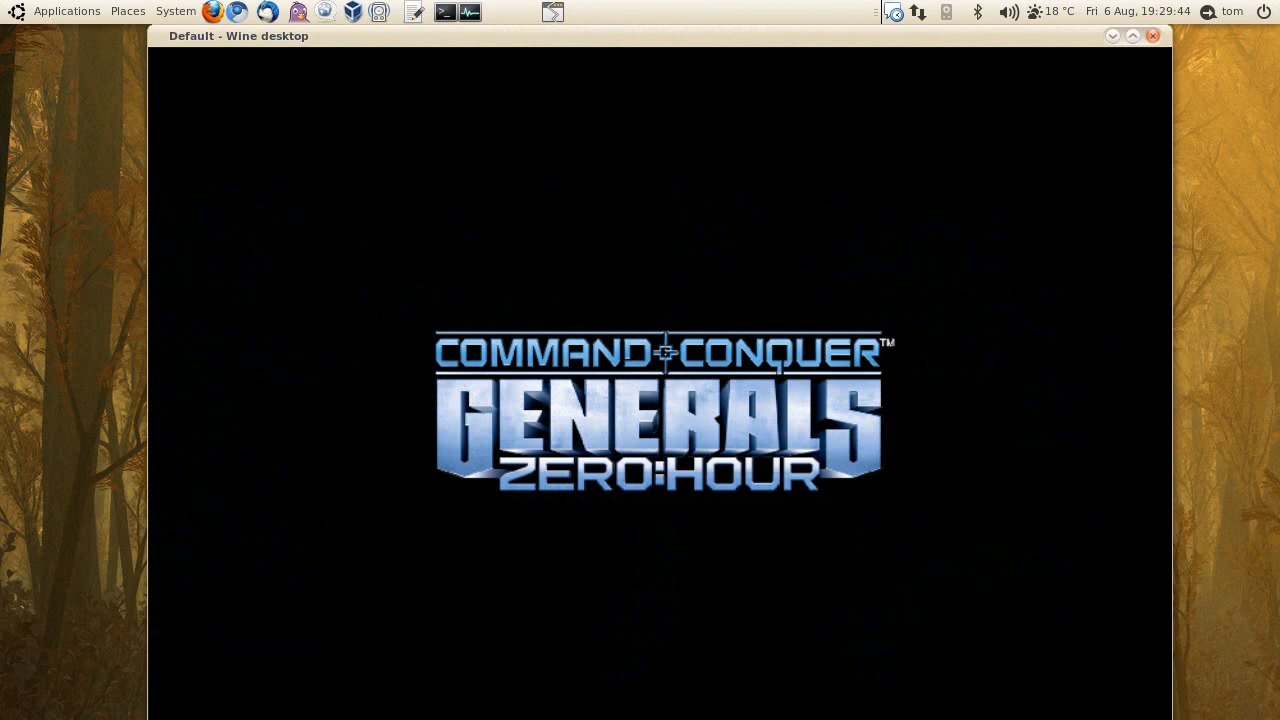 Applications Places System 18 °C Fri 6 Aug, 19:29:44 tom
Default - Wine desktop
COMMAND CONQUER™
GENERALS
ZERO:HOUR